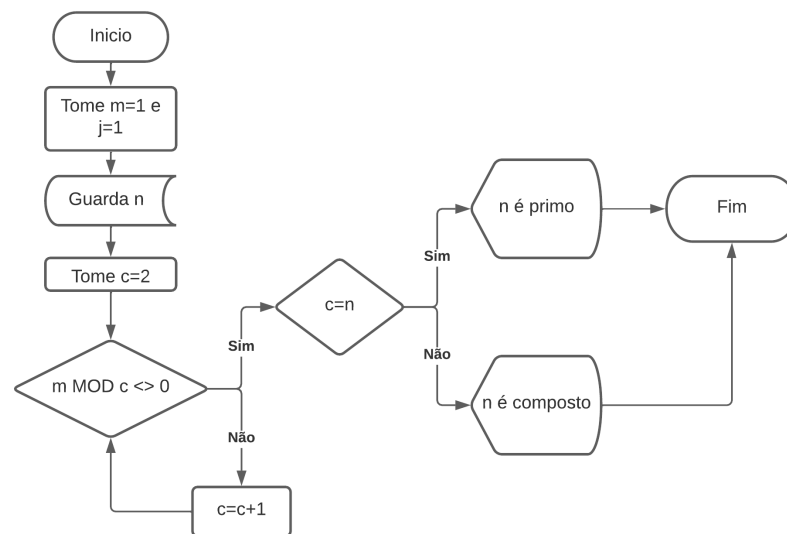 Inicio
Tome m=1 e
j=1
Guarda n
Tome c=2
m MOD c <> 0
Sim
Não
c=c+1
c=n
Sim
Não
n é primo
n é composto
Fim